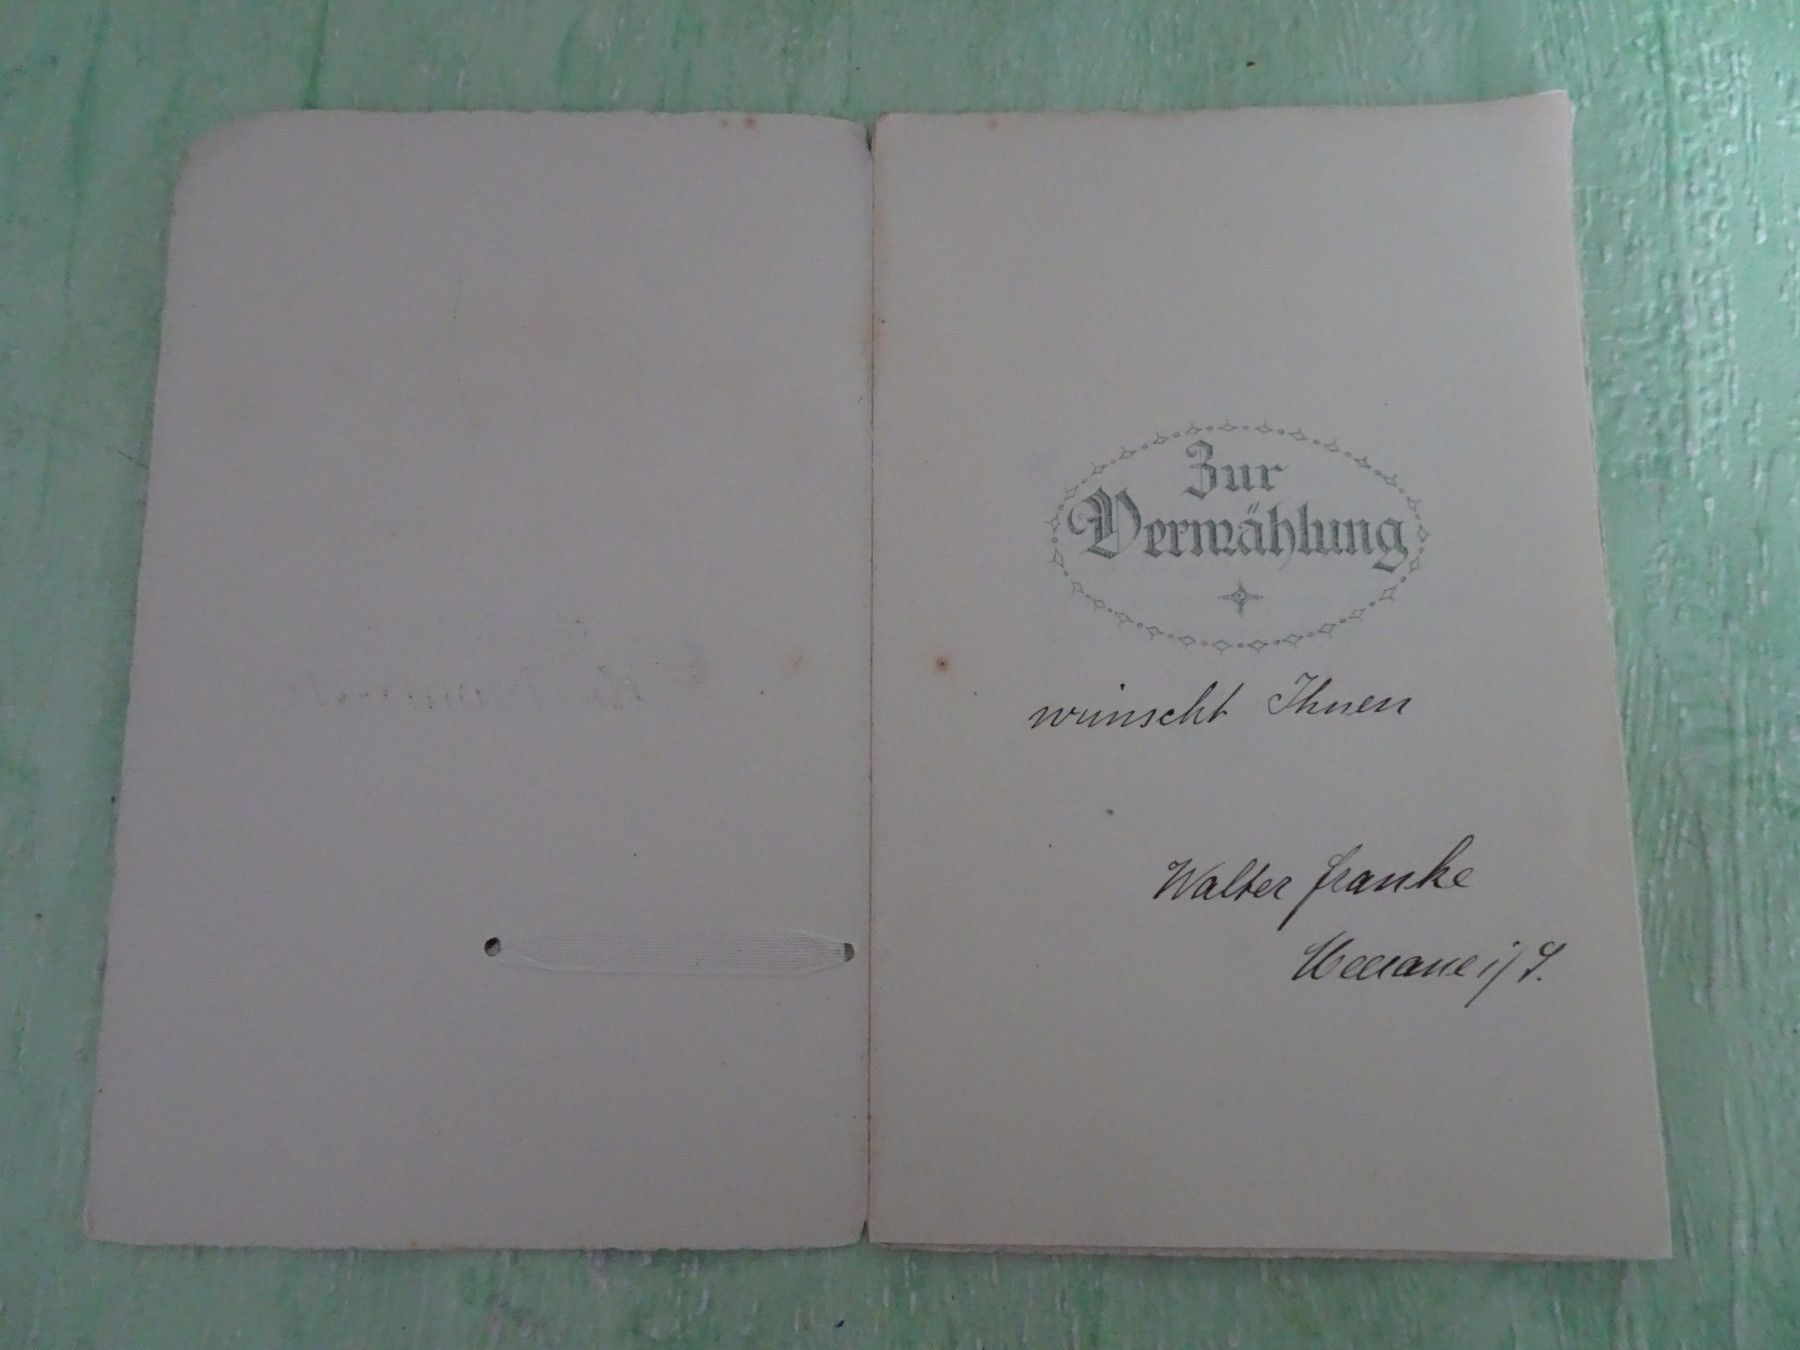 Zur
Vermählung
wünscht Ihnen
Walter Franke
Meerane i/S.